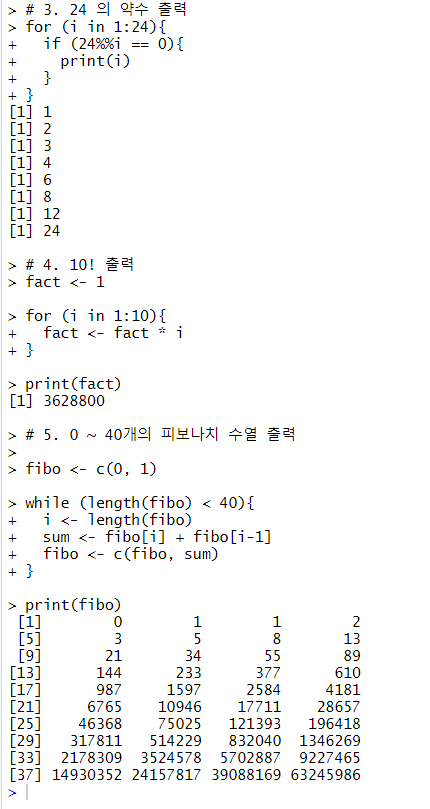 > # 3. 24 의 약수 출력
> for (i in 1:24){
+   if (24%%i == 0){
+     print(i)
+   }
+ }
[1] 1
[1] 2
[1] 3
[1] 4
[1] 6
[1] 8
[1] 12
[1] 24
> # 4. 10! 출력
> fact <- 1
> for (i in 1:10){
+   fact <- fact * i
+ }
> print(fact)
[1] 3628800
> # 5. 0 ~ 40개의 피보나치 수열 출력
>
> fibo <- c(0, 1)
> while (length(fibo) < 40){
+   i <- length(fibo)
+   sum <- fibo[i] + fibo[i-1]
+   fibo <- c(fibo, sum)
+ }
> print(fibo)
 [1]        0        1        1        2
 [5]        3        5        8       13
 [9]       21       34       55       89
[13]      144      233      377      610
[17]      987     1597     2584     4181
[21]     6765    10946    17711    28657
[25]    46368    75025   121393   196418
[29]   317811   514229   832040  1346269
[33]  2178309  3524578  5702887  9227465
[37] 14930352 24157817 39088169 63245986
>